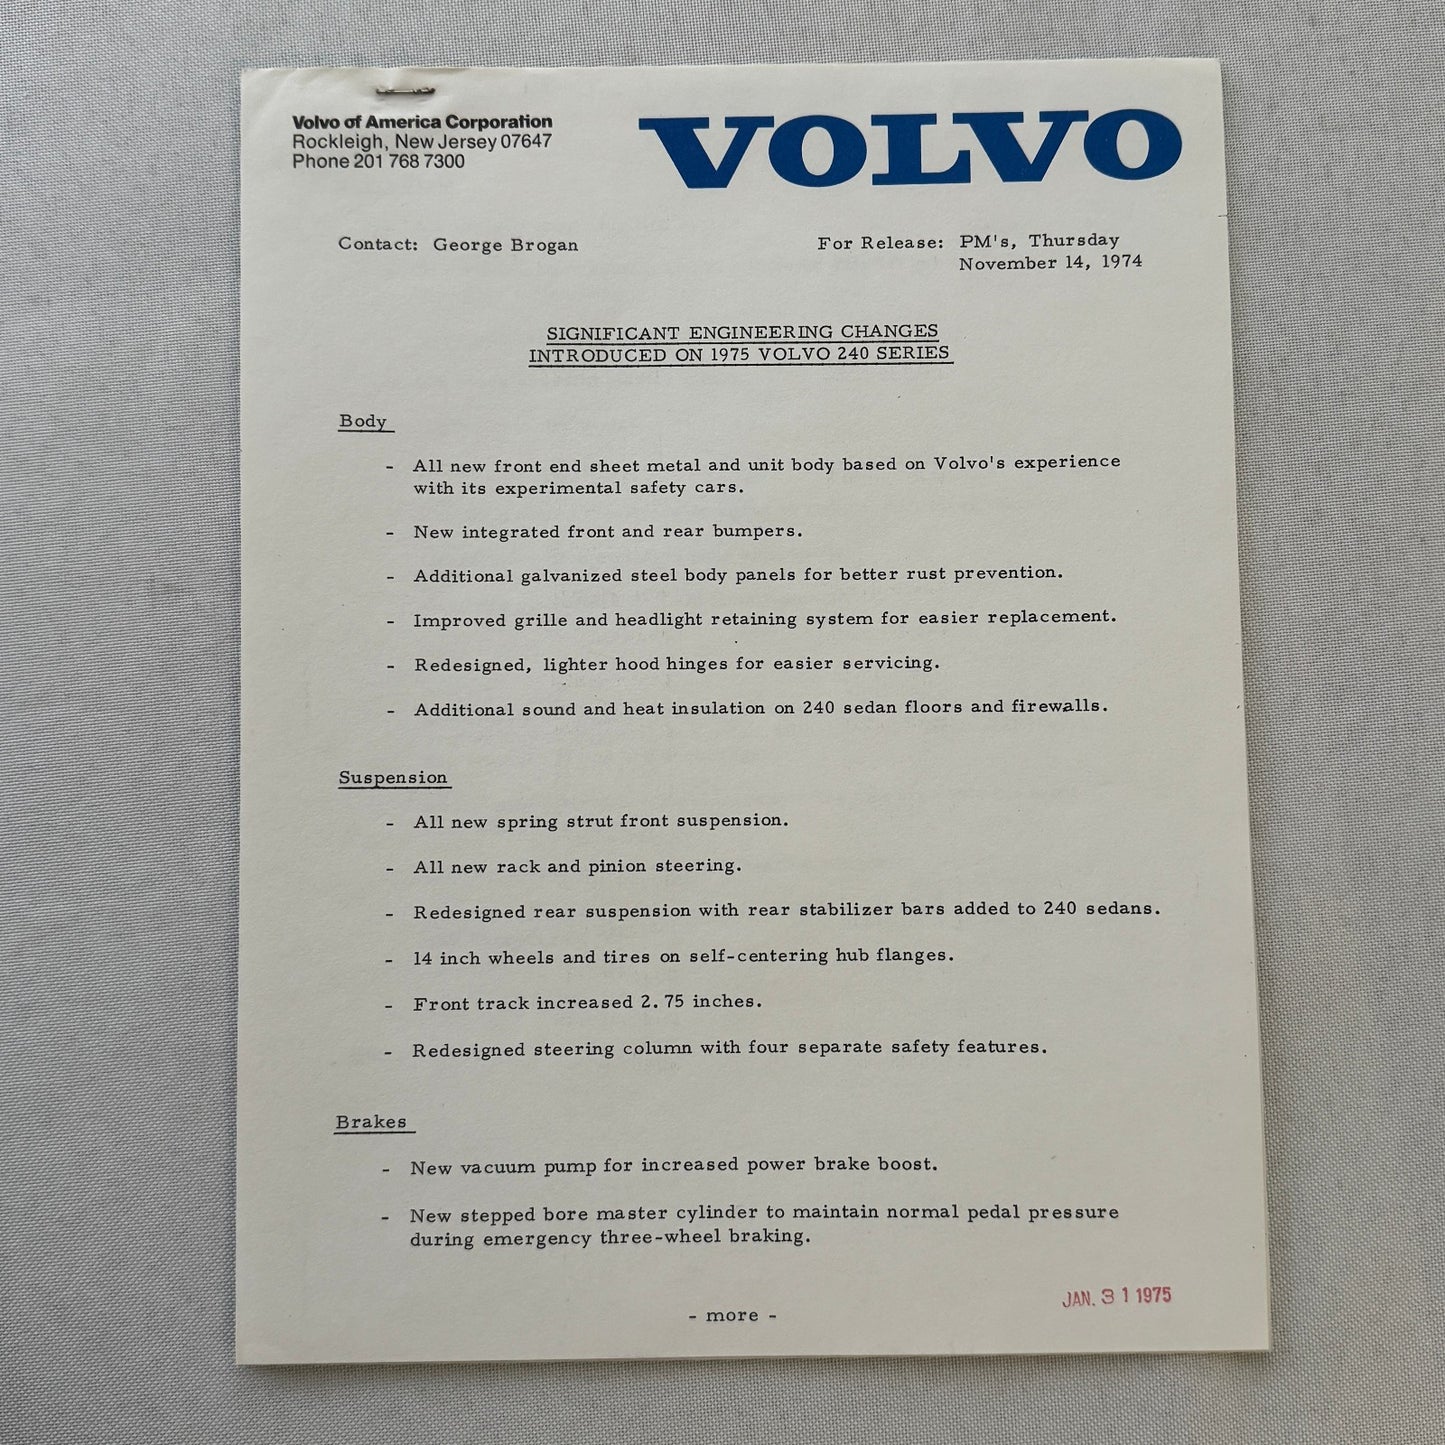 Volvo of America Corporation
Rockleigh, New Jersey 07647
Phone 201 768 7300
VOLVO
Contact: George Brogan
For Release: PM's, Thursday
November 14, 1974
SIGNIFICANT ENGINEERING CHANGES
INTRODUCED ON 1975 VOLVO 240 SERIES
Body
- All new front end sheet metal and unit body based on Volvo's experience
with its experimental safety cars.
- New integrated front and rear bumpers.
- Additional galvanized steel body panels for better rust prevention.
- Improved grille and headlight retaining system for easier replacement.
- Redesigned, lighter hood hinges for easier servicing.
- Additional sound and heat insulation on 240 sedan floors and firewalls.
Suspension
- All new spring strut front suspension.
- All new rack and pinion steering.
- Redesigned rear suspension with rear stabilizer bars added to 240 sedans.
- 14 inch wheels and tires on self-centering hub flanges.
- Front track increased 2.75 inches.
- Redesigned steering column with four separate safety features.
Brakes
- New vacuum pump for increased power brake boost.
- New stepped bore master cylinder to maintain normal pedal pressure
during emergency three-wheel braking.
JAN. 31 1975
- more -